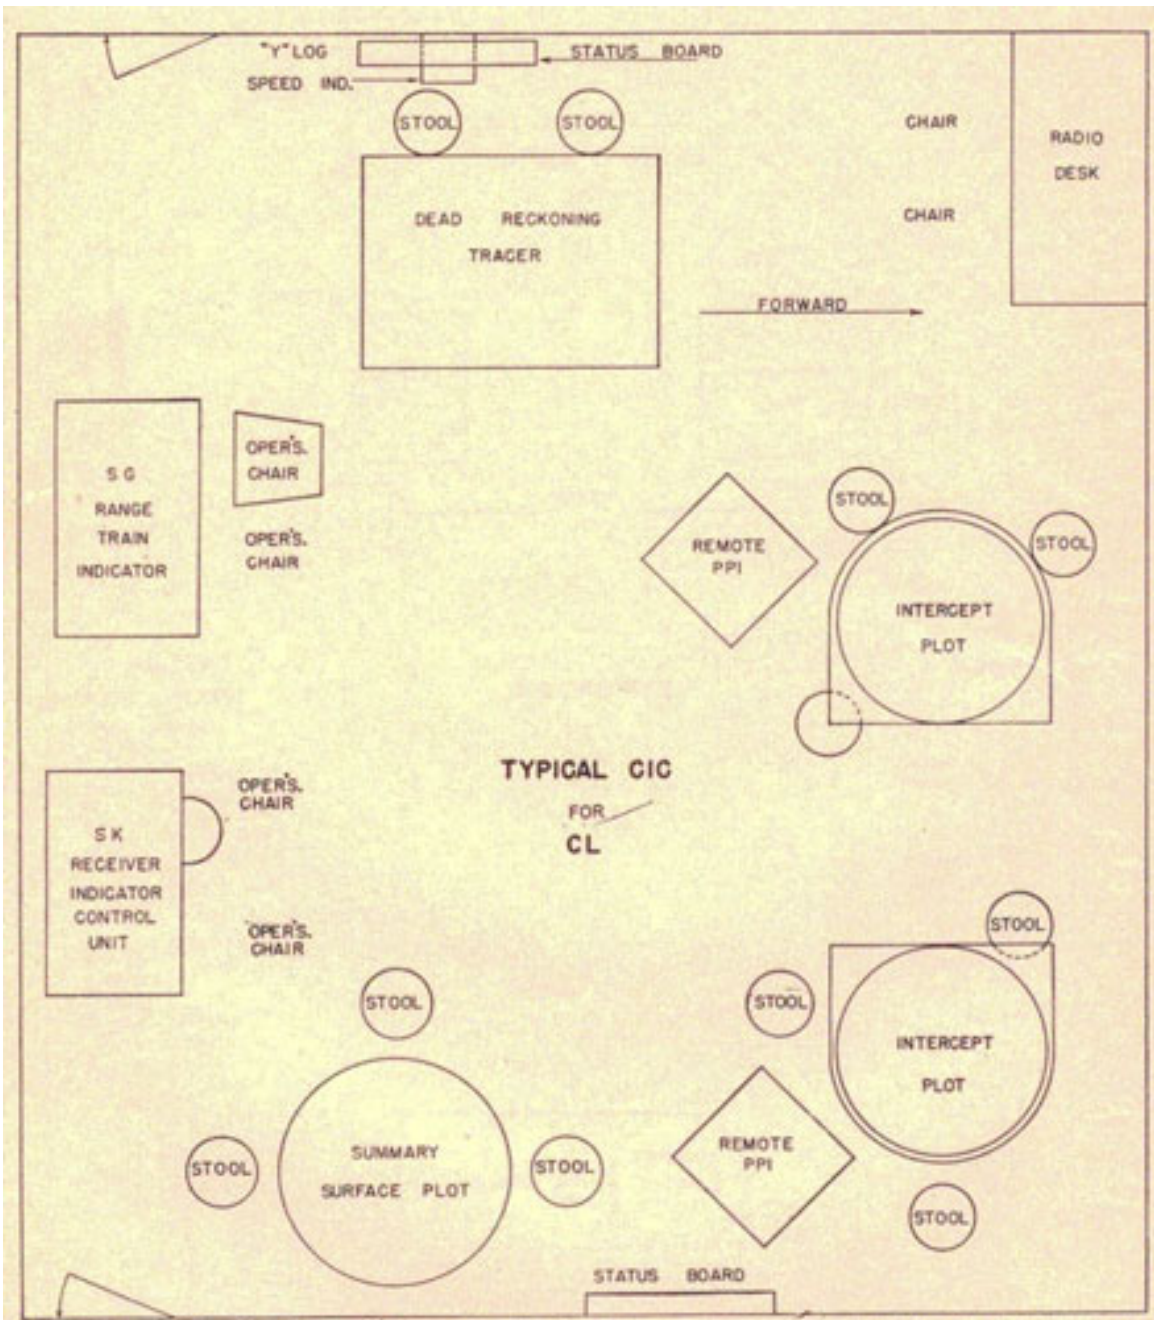 "Y" LOG
STATUS BOARD
SPEED IND.
STOOL
STOOL
CHAIR
RADIO
DESK
CHAIR
DEAD RECKONING
TRACER
FORWARD
OPER'S.
CHAIR
SG
RANGE
TRAIN
INDICATOR
OPER'S.
CHAIR
STOOL
STOOL
REMOTE
PPI
INTERCEPT
PLOT
TYPICAL CIC
FOR
CL
OPER'S.
CHAIR
SK
RECEIVER
INDICATOR
CONTROL
UNIT
OPER'S.
CHAIR
STOOL
STOOL
STOOL
INTERCEPT
PLOT
SUMMARY
SURFACE PLOT
STOOL
STOOL
REMOTE
PPI
STOOL
STATUS BOARD